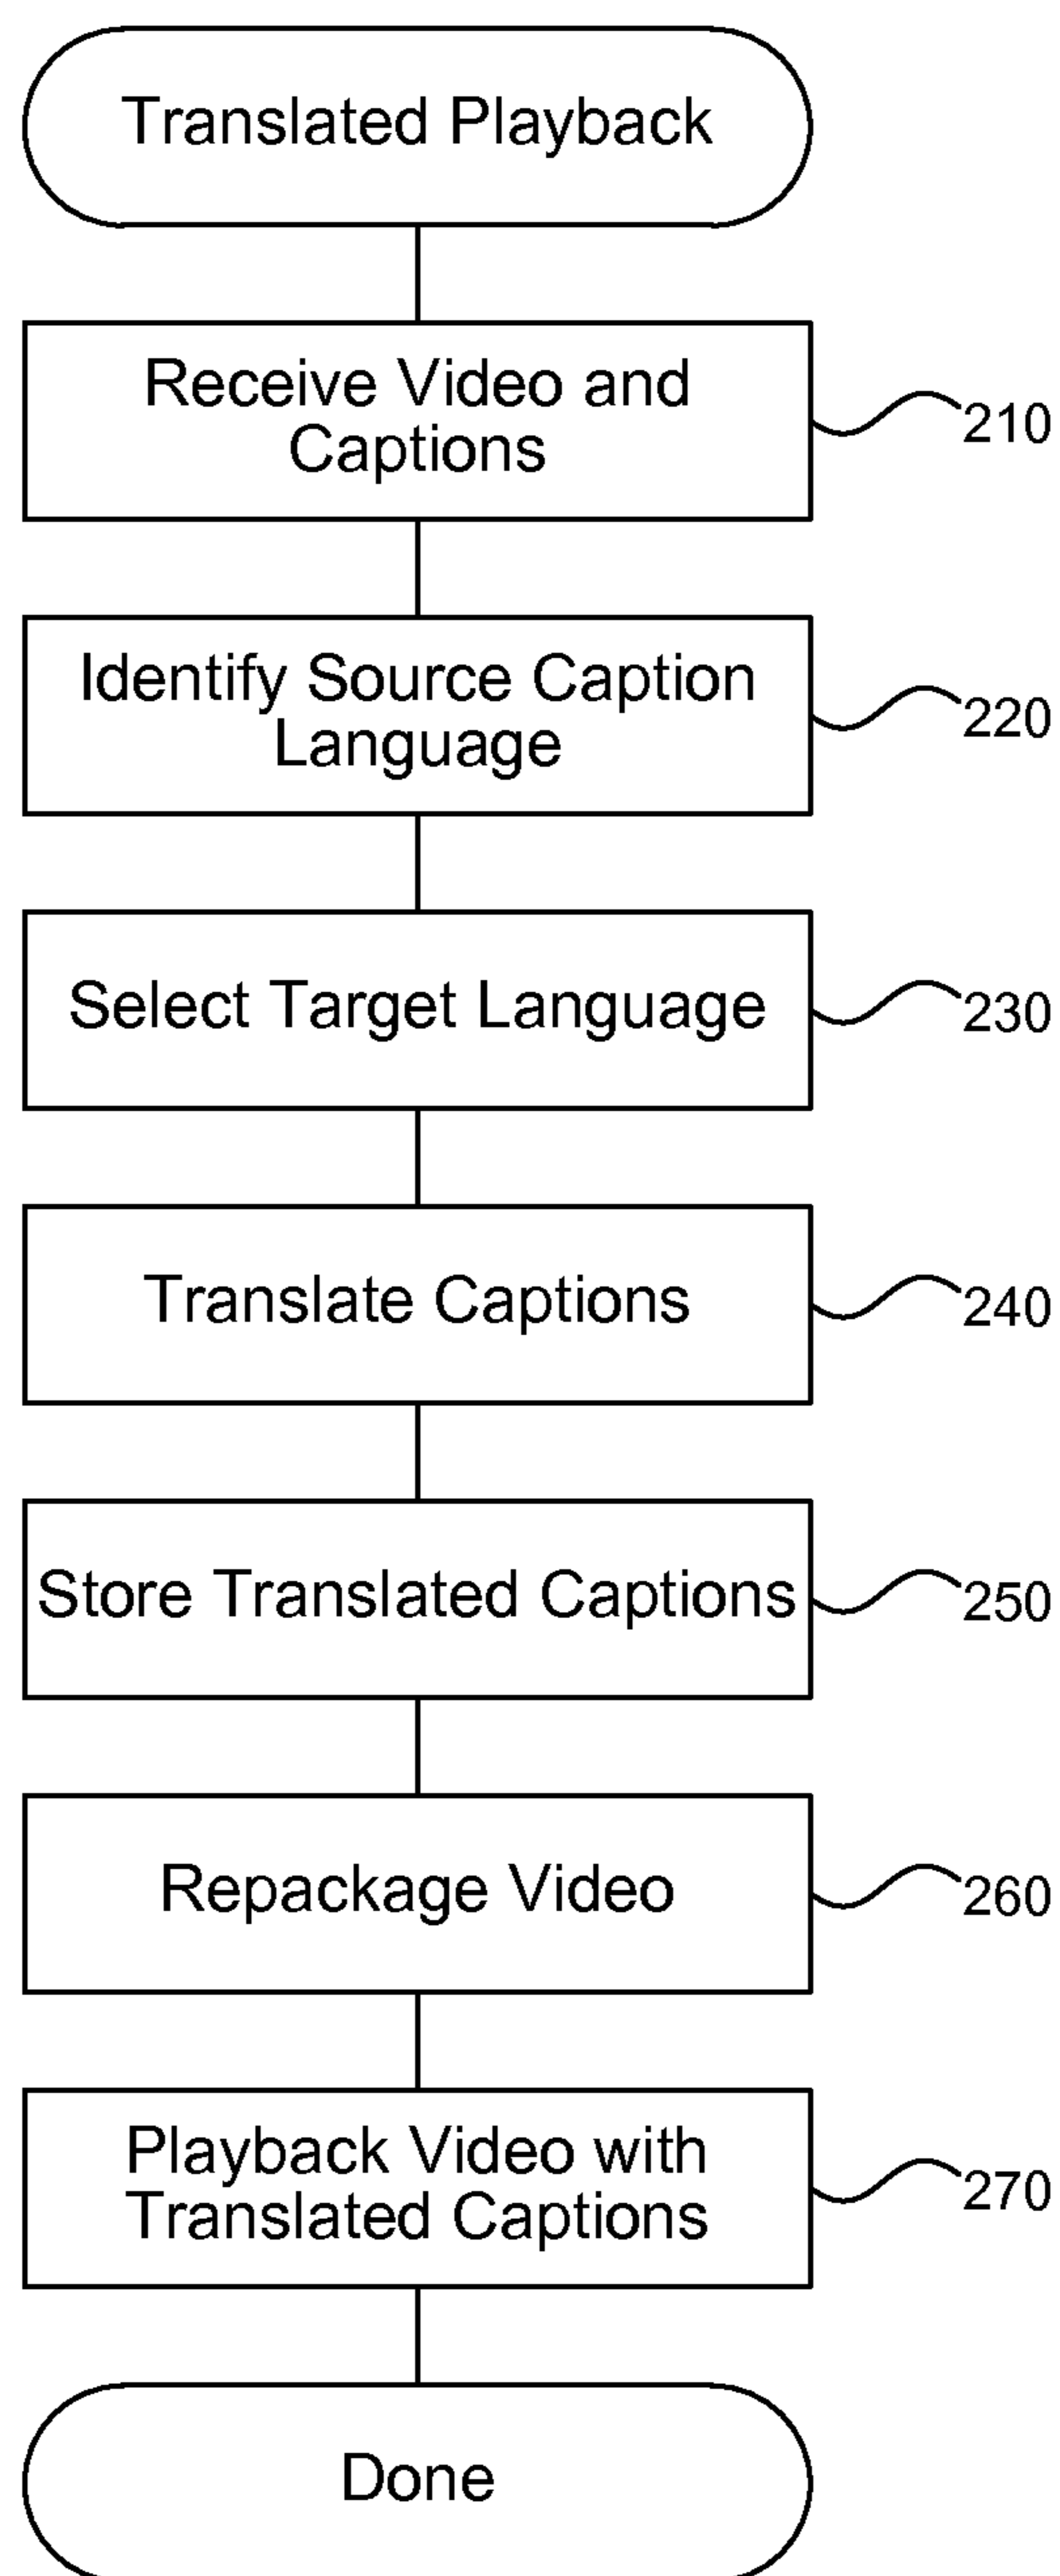 Translated Playback
Receive Video and
Captions
210
Identify Source Caption
Language
220
Select Target Language
230
Translate Captions
240
Store Translated Captions
250
Repackage Video
260
Playback Video with
Translated Captions
270
Done